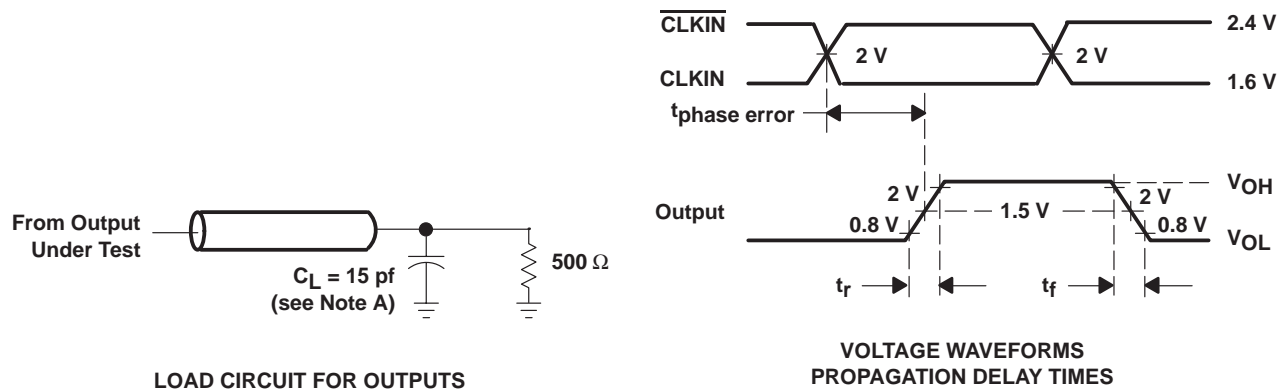 From Output
Under Test
C_L = 15 pf
(see Note A)
500 Ω
LOAD CIRCUIT FOR OUTPUTS
CLKIN
2.4 V
2 V
2 V
CLKIN
1.6 V
tphase error
VOH
2 V
2 V
Output
1.5 V
0.8 V
0.8 V
VOL
tr
tf
VOLTAGE WAVEFORMS
PROPAGATION DELAY TIMES